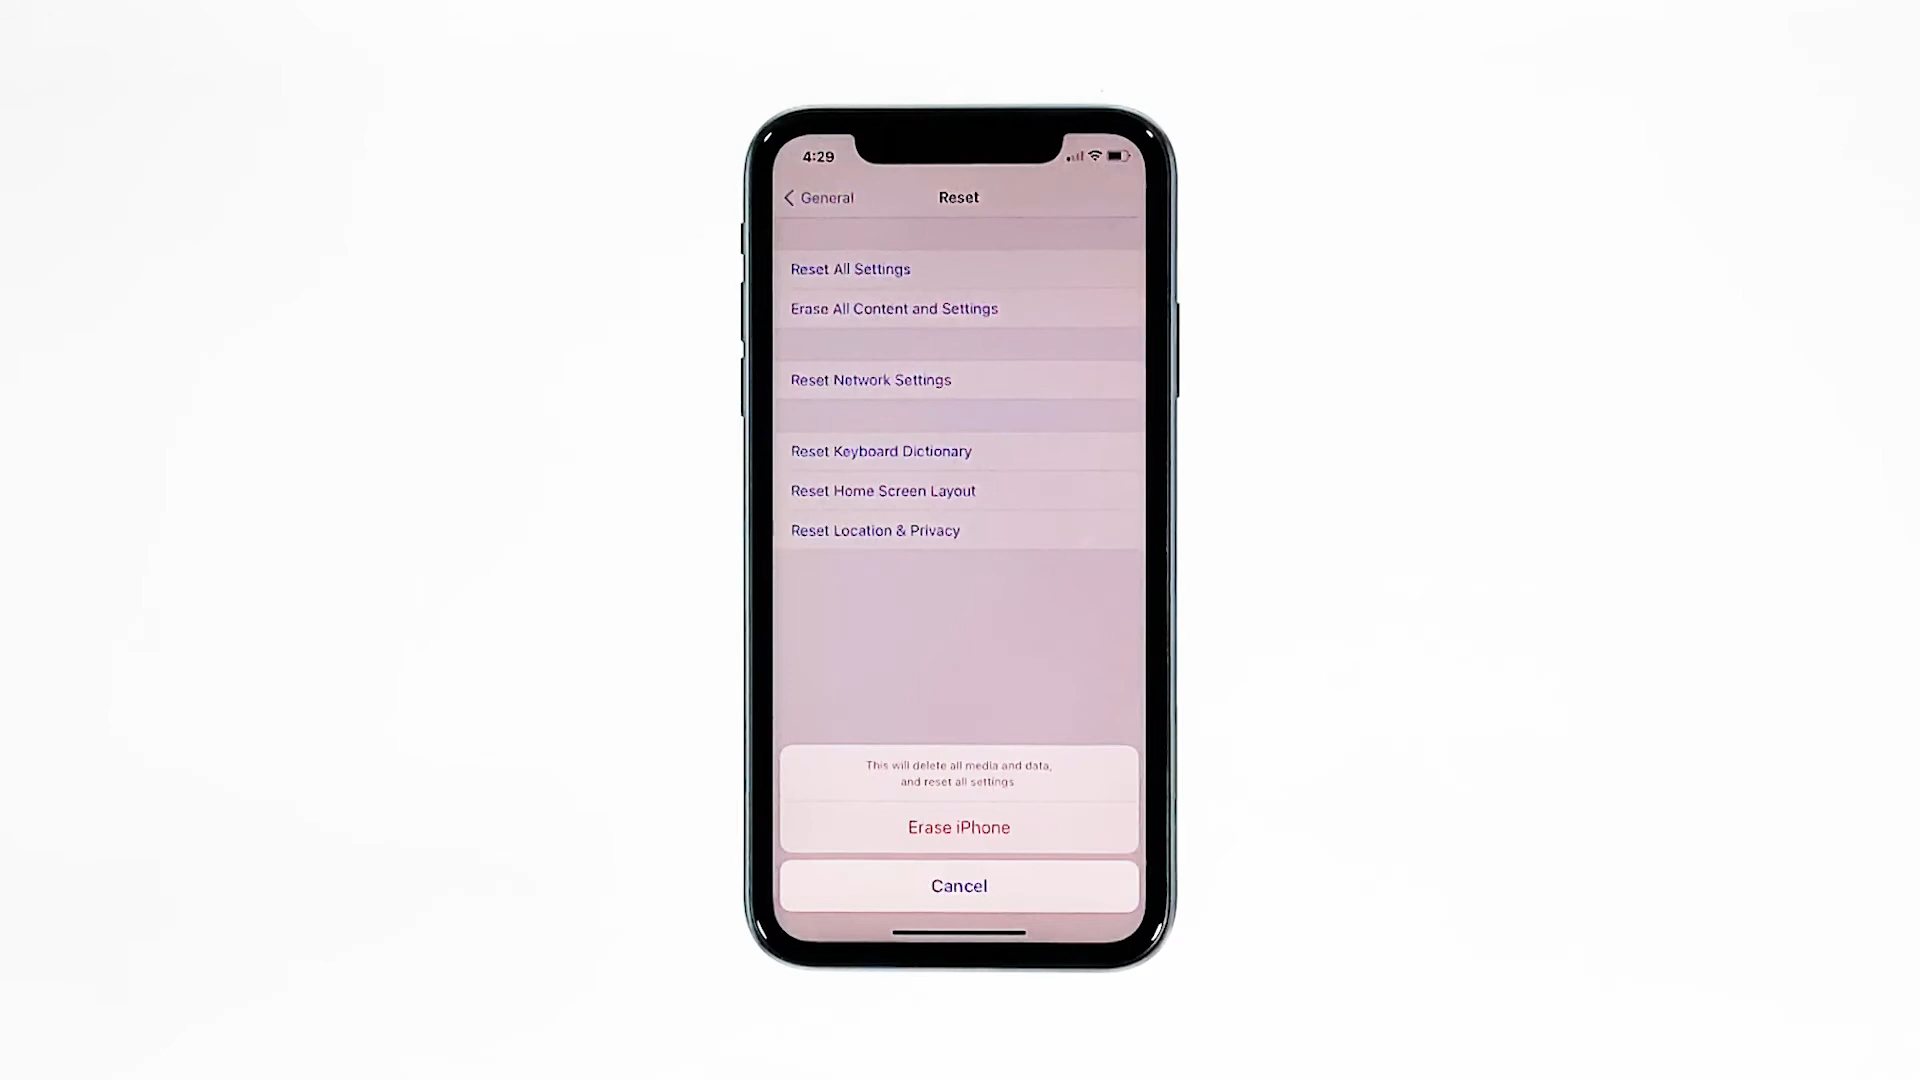 4:29
General
Reset
Reset All Settings
Erase All Content and Settings
Reset Network Settings
Reset Keyboard Dictionary
Reset Home Screen Layout
Reset Location & Privacy
This will delete all media and data,
and reset all settings
Erase iPhone
Cancel